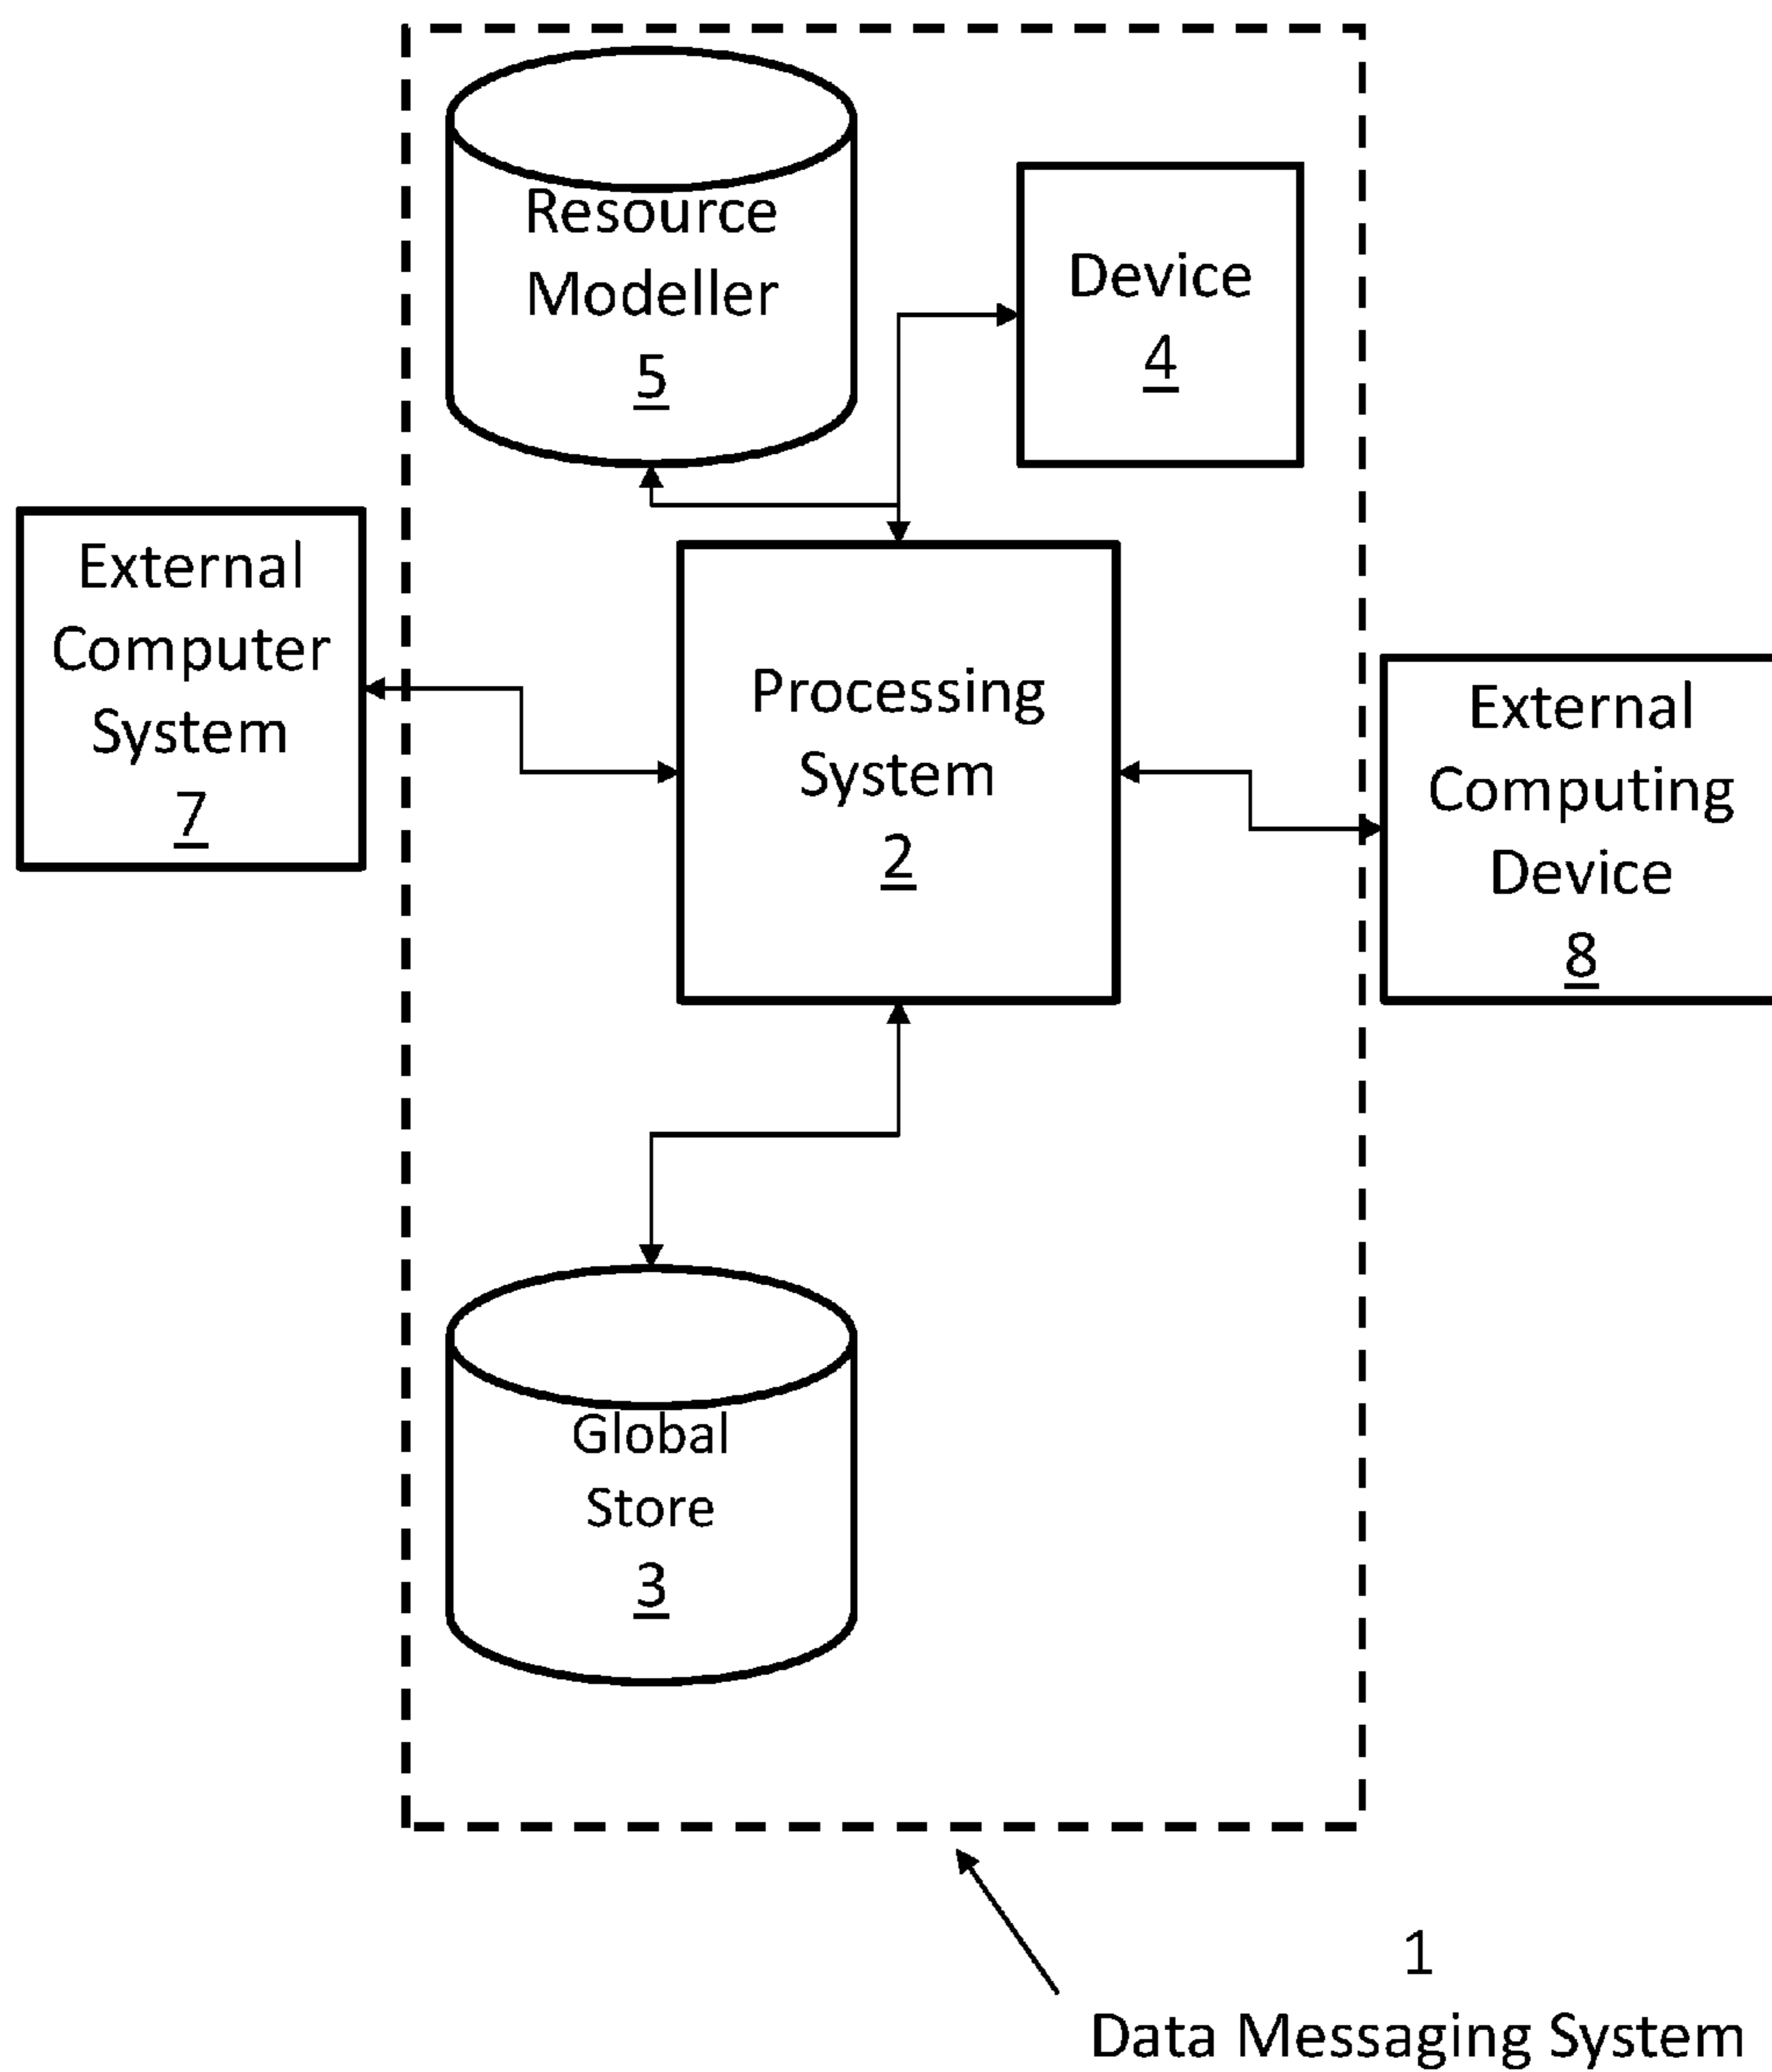 Resource
Modeller
5
Device
4
External
Computer
System
7
Processing
System
2
External
Computing
Device
8
Global
Store
3
1
Data Messaging System